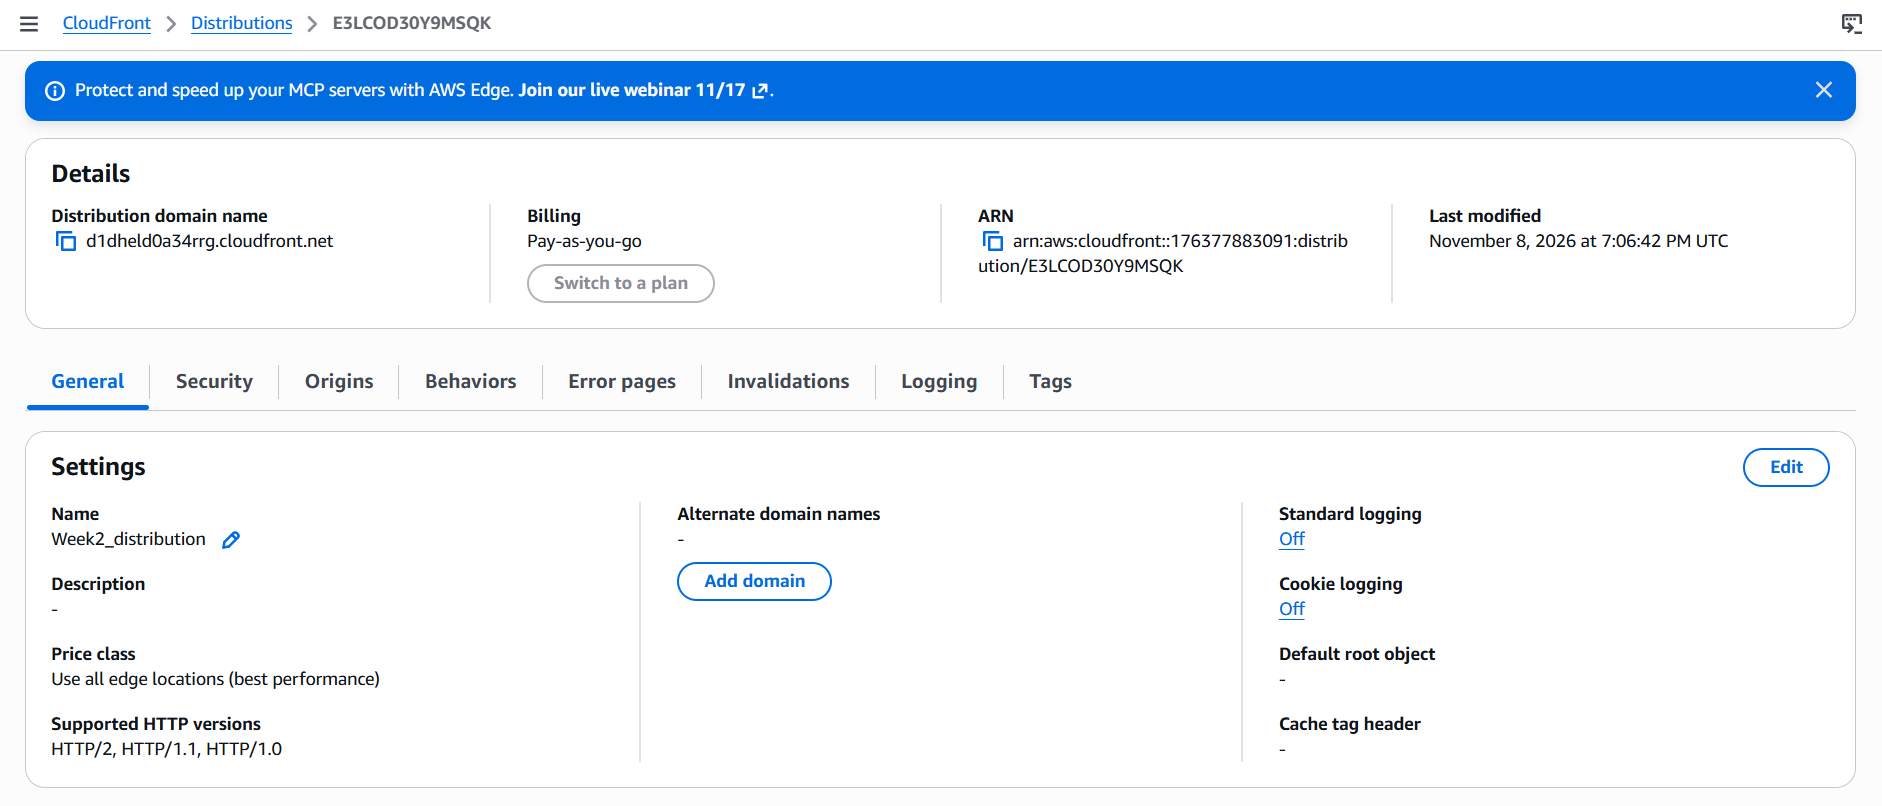 CloudFront > Distributions > E3LCOD30Y9MSQK
Protect and speed up your MCP servers with AWS Edge. Join our live webinar 11/17.
Details
Distribution domain name
d1dheld0a34rrg.cloudfront.net
Billing
Pay-as-you-go
Switch to a plan
ARN
arn:aws:cloudfront::176377883091:distrib
ution/E3LCOD30Y9MSQK
Last modified
November 8, 2026 at 7:06:42 PM UTC
General Security Origins Behaviors Error pages Invalidations Logging Tags
Settings
Edit
Name
Week2_distribution
Description
-
Price class
Use all edge locations (best performance)
Supported HTTP versions
HTTP/2, HTTP/1.1, HTTP/1.0
Alternate domain names
-
Add domain
Standard logging
Off
Cookie logging
Off
Default root object
-
Cache tag header
-